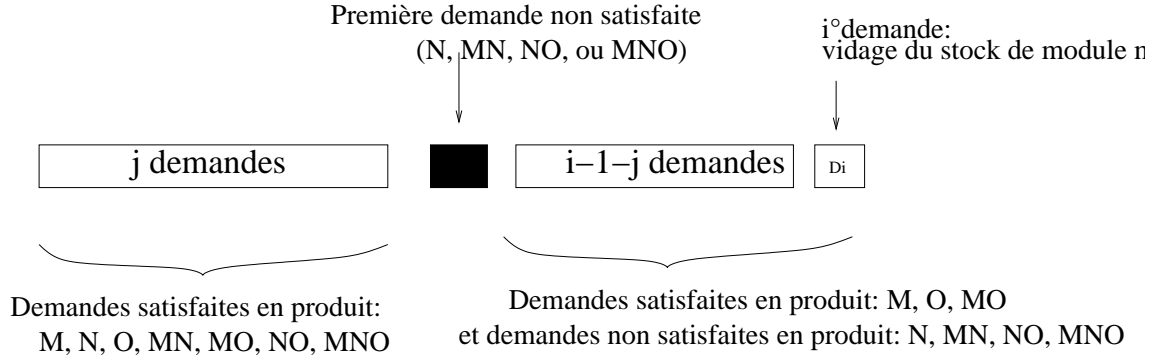 Première demande non satisfaite
(N, MN, NO, ou MNO)
i°demande:
vidage du stock de module
j demandes
i−1−j demandes
Di
Demandes satisfaites en produit:
M, N, O, MN, MO, NO, MNO
Demandes satisfaites en produit: M, O, MO
et demandes non satisfaites en produit: N, MN, NO, MNO